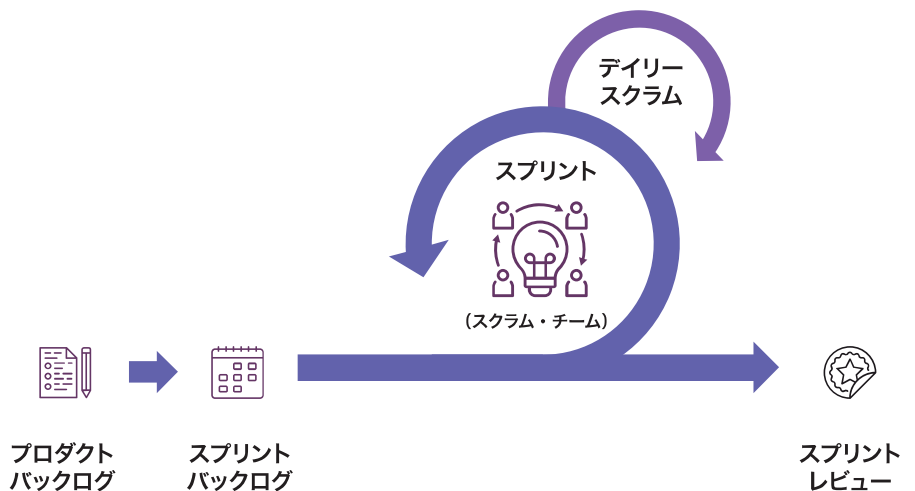 デイリー
スクラム
スプリント
（スクラム・チーム）
プロダクト
バックログ
スプリント
バックログ
スプリント
レビュー